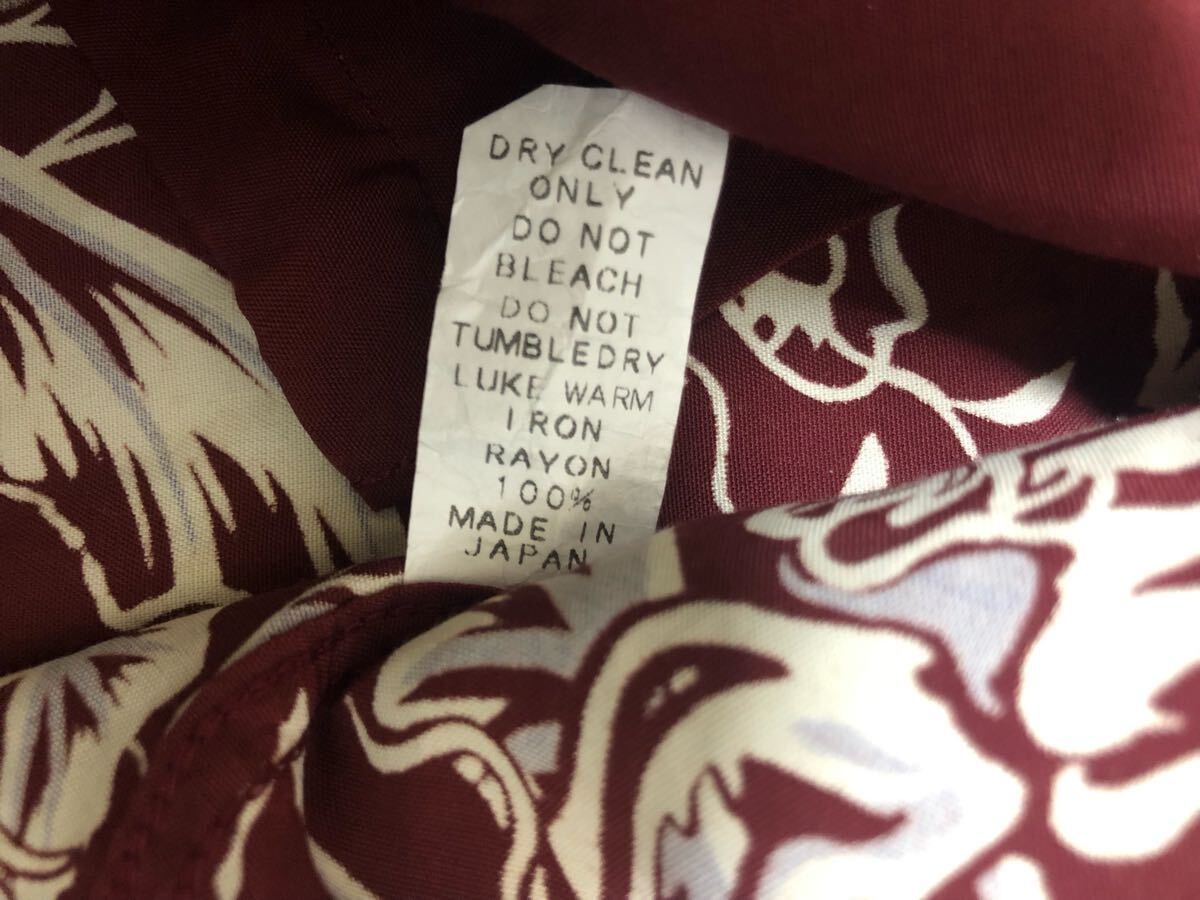 DRY CLEAN
ONLY
DO NOT
BLEACH
DO NOT
TUMBLEDRY
LUKE WARM
IRON
RAYON
100%
MADE IN
JAPAN